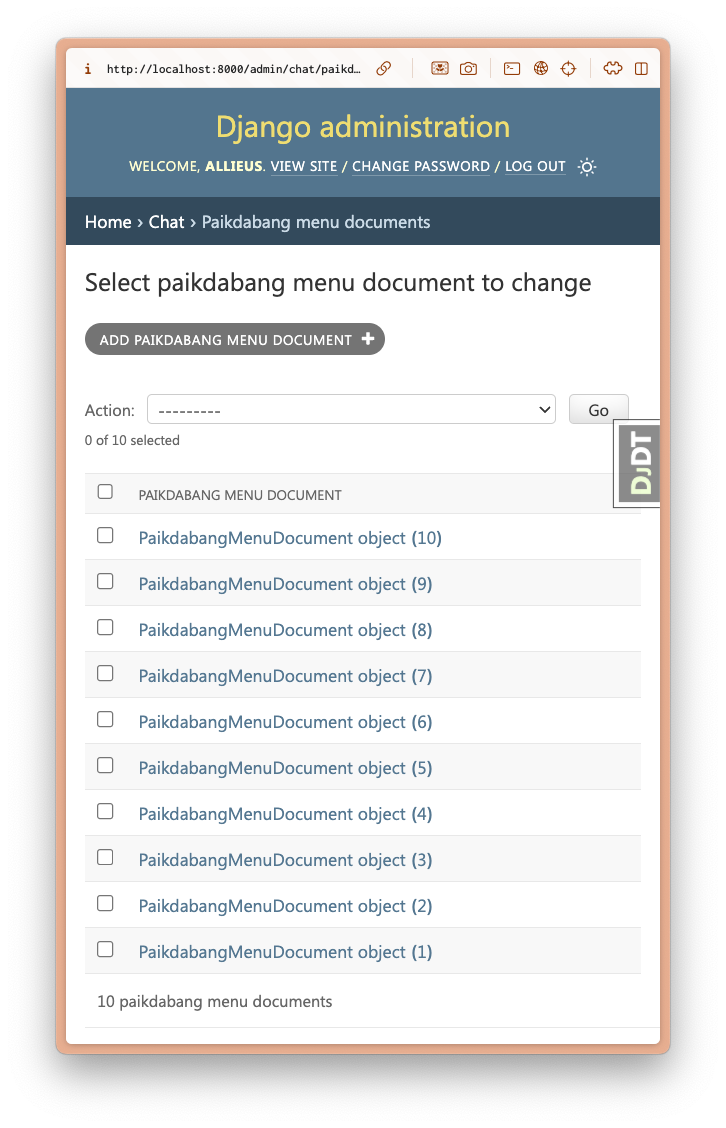 i http://localhost:8000/admin/chat/paikd…
Django administration
WELCOME, ALLIEUS. VIEW SITE / CHANGE PASSWORD / LOG OUT
Home › Chat › Paikdabang menu documents
Select paikdabang menu document to change
ADD PAIKDABANG MENU DOCUMENT +
Action: --------- Go
0 of 10 selected
DJDT
PAIKDABANG MENU DOCUMENT
PaikdabangMenuDocument object (10)
PaikdabangMenuDocument object (9)
PaikdabangMenuDocument object (8)
PaikdabangMenuDocument object (7)
PaikdabangMenuDocument object (6)
PaikdabangMenuDocument object (5)
PaikdabangMenuDocument object (4)
PaikdabangMenuDocument object (3)
PaikdabangMenuDocument object (2)
PaikdabangMenuDocument object (1)
10 paikdabang menu documents